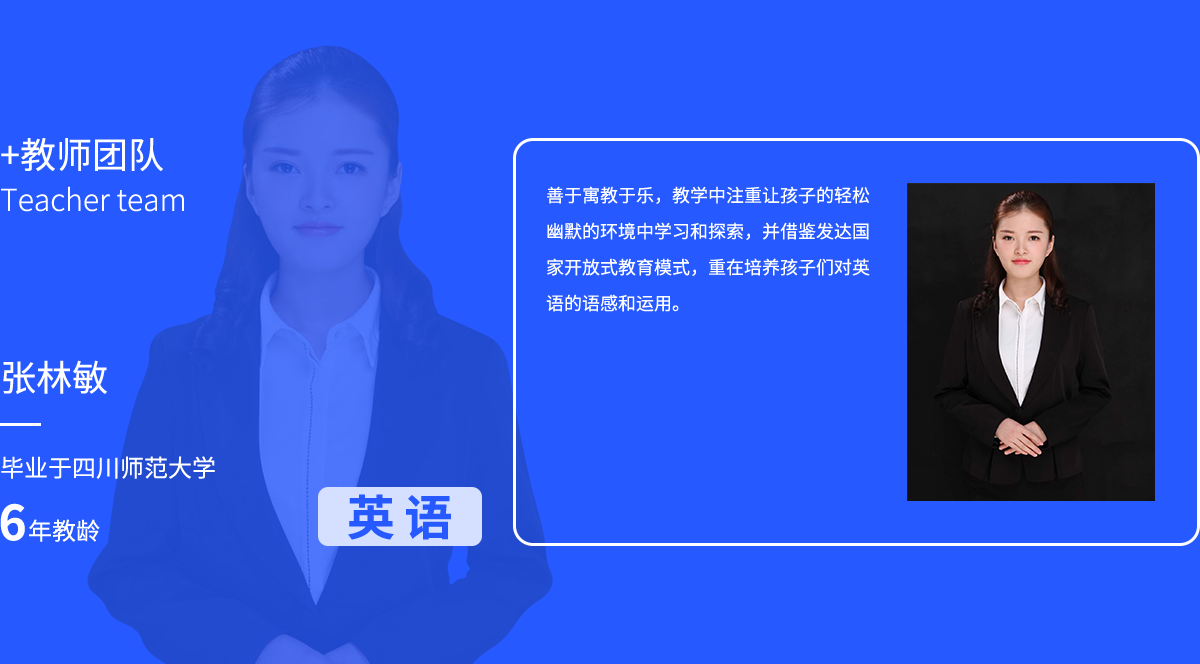 +教师团队
Teacher team
张林敏
毕业于四川师范大学
6年教龄
英语
善于寓教于乐，教学中注重让孩子的轻松
幽默的环境中学习和探索，并借鉴发达国
家开放式教育模式，重在培养孩子们对英
语的语感和运用。